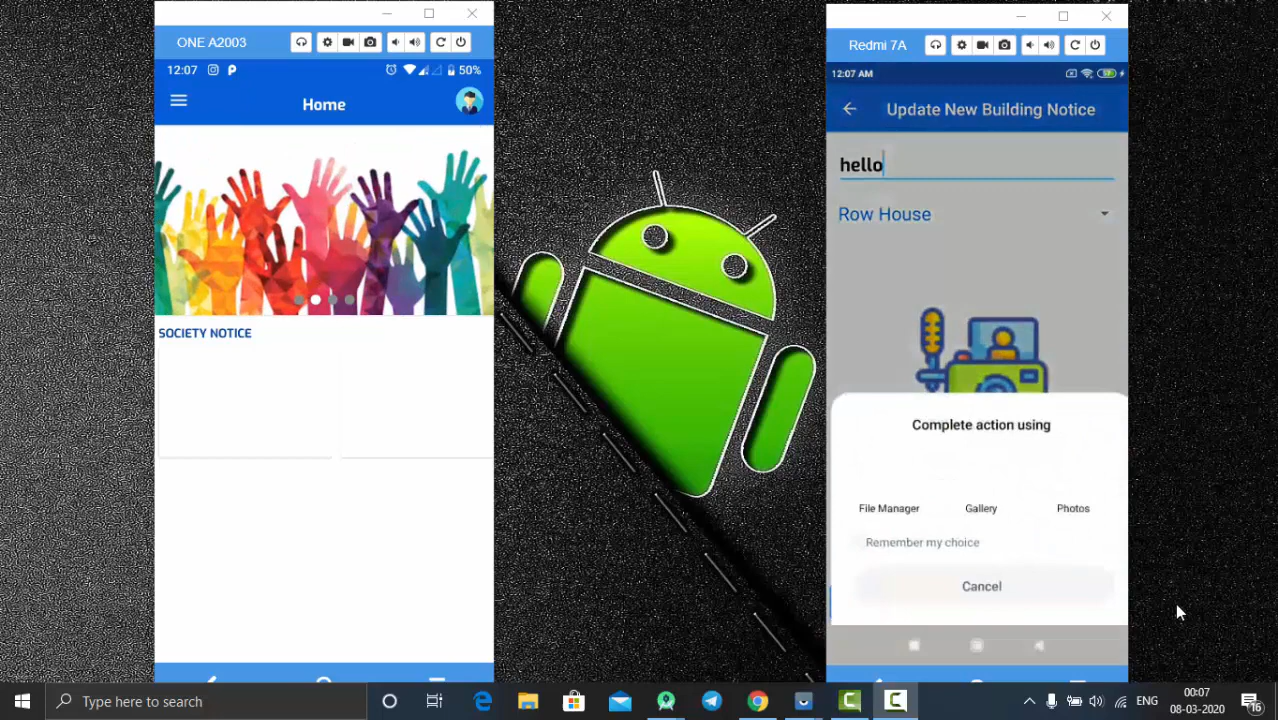 ONE A2003
12:07
50%
Home
SOCIETY NOTICE
Redmi 7A
12:07 AM
Update New Building Notice
hello
Row House
Complete action using
File Manager
Gallery
Photos
Remember my choice
Cancel
Type here to search
ENG
00:07
08-03-2020
16